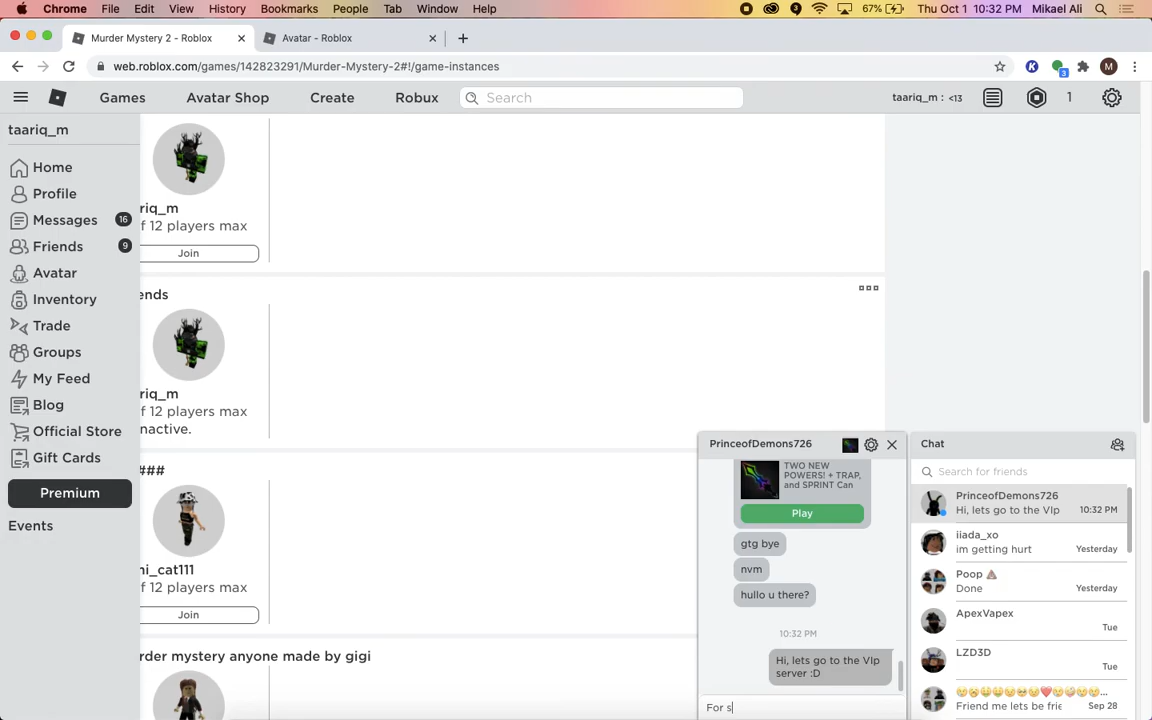 Chrome File Edit View History Bookmarks People Tab Window Help 67% Thu Oct 1 10:32 PM Mikael Ali
Murder Mystery 2 - Roblox
Avatar - Roblox
web.roblox.com/games/142823291/Murder-Mystery-2#!/game-instances
K
3
M
Games Avatar Shop Create Robux Search taariq_m : <13 1
taariq_m
Home
Profile
Messages 16
Friends 9
Avatar
Inventory
Trade
Groups
My Feed
Blog
Official Store
Gift Cards
Premium
Events
riq_m
f 12 players max
Join
ends
riq_m
f 12 players max
nactive.
###
ni_cat111
f 12 players max
Join
rder mystery anyone made by gigi
PrinceofDemons726
TWO NEW
POWERS! + TRAP,
and SPRINT Can
Play
gtg bye
nvm
hullo u there?
10:32 PM
Hi, lets go to the VIp
server :D
For s
Chat
Search for friends
PrinceofDemons726
Hi, lets go to the VIp 10:32 PM
iiada_xo
im getting hurt Yesterday
Poop 💩
Done Yesterday
ApexVapex
Tue
LZD3D
Tue
Friend me lets be frie Sep 28